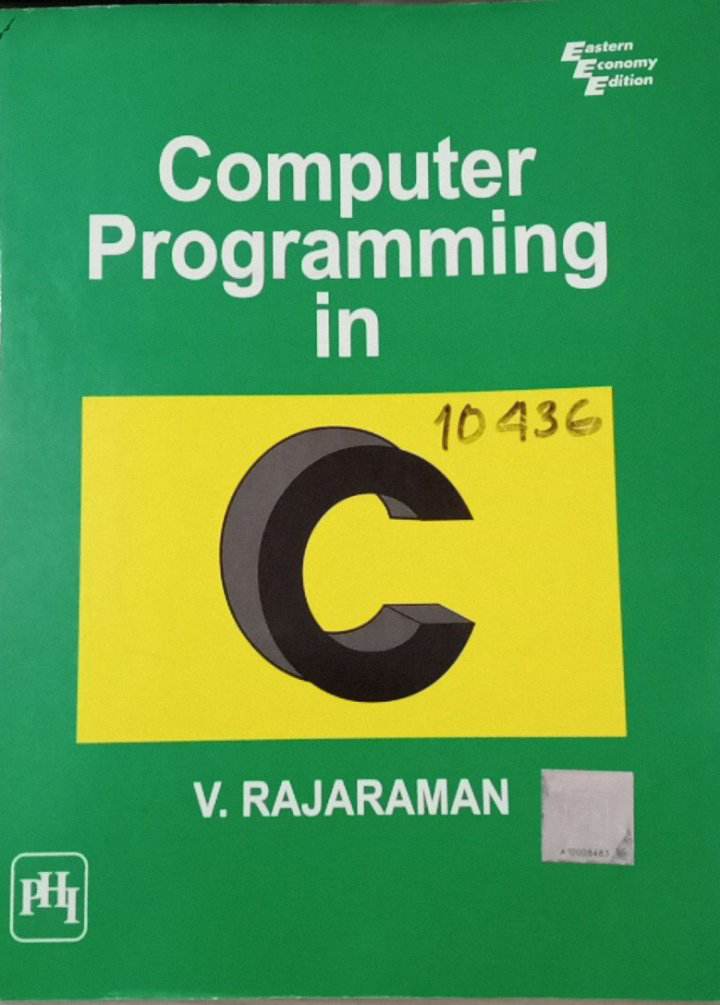 Eastern
Economy
Edition
Computer
Programming
in
10436
C
V. RAJARAMAN
PHI